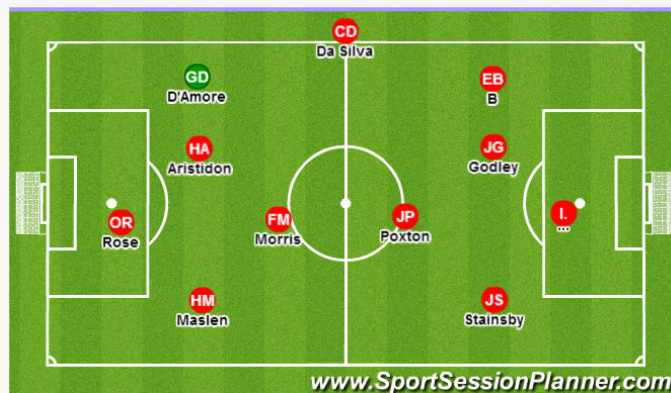 CD
Da Silva
GD
D'Amore
EB
B
HA
Aristidon
JG
Godley
OR
Rose
FM
Morris
JP
Poxton
I.
...
HM
Maslen
JS
Stainsby
www.SportSessionPlanner.com